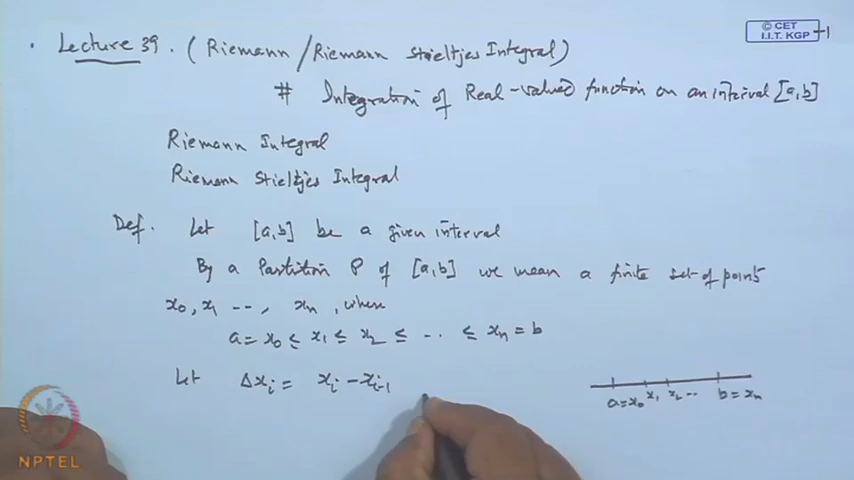 © CET
I.I.T. KGP
-1
Lecture 39. (Riemann/Riemann Stieltjes Integral)
# Integration of Real-valued function on an interval [a,b]
Riemann Integral
Riemann Stieltjes Integral
Def. Let [a,b] be a given interval
By a Partition P of [a,b] we mean a finite set of points
x₀, x₁ ---, xₙ, where
a = x₀ ≤ x₁ ≤ x₂ ≤ -- ≤ xₙ = b
Let Δxᵢ = xᵢ - xᵢ₋₁
a=x₀ x₁ x₂ -- b=xₙ
NPTEL